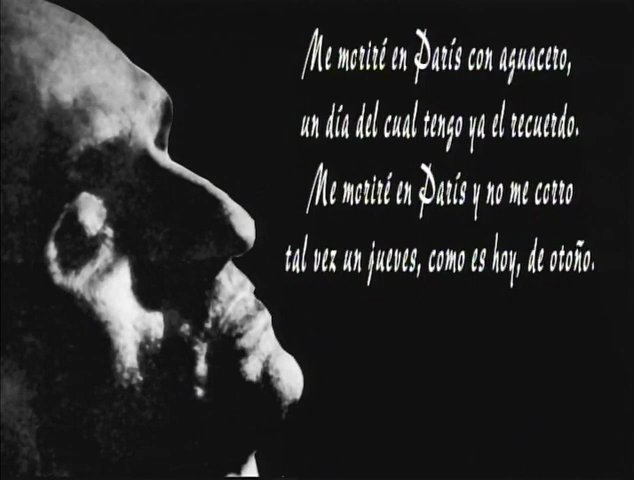 Me moriré en París con aguacero,
un día del cual tengo ya el recuerdo.
Me moriré en París y no me corro
tal vez un jueves, como es hoy, de otoño.